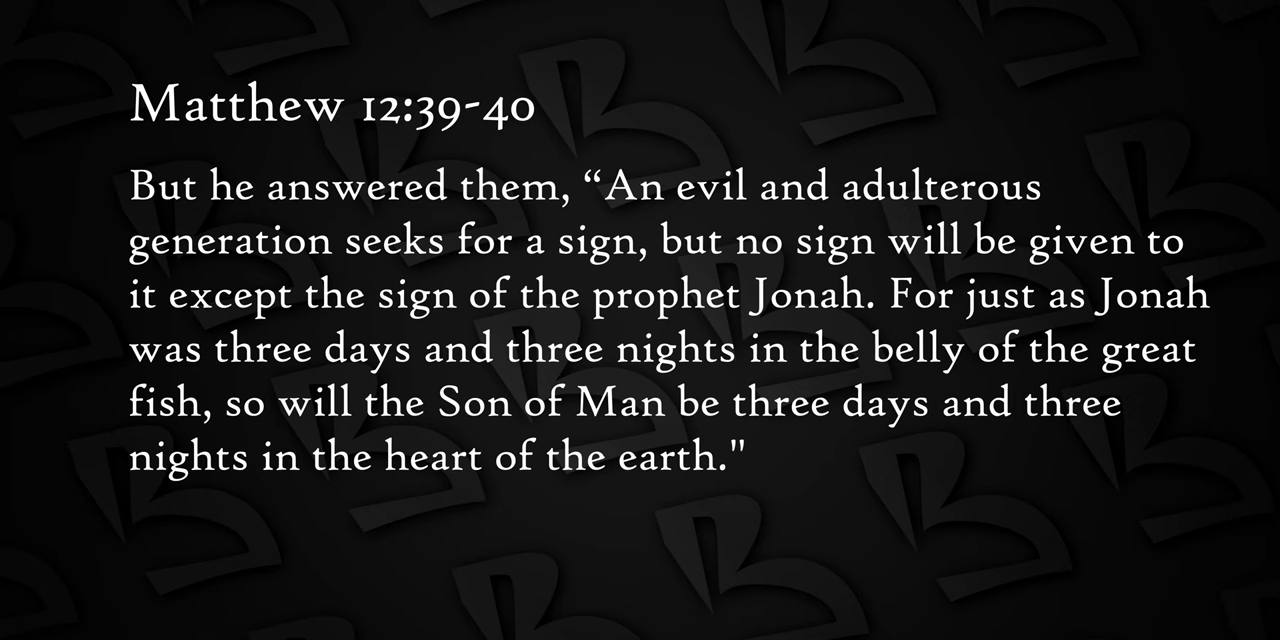 Matthew 12:39-40
But he answered them, “An evil and adulterous
generation seeks for a sign, but no sign will be given to
it except the sign of the prophet Jonah. For just as Jonah
was three days and three nights in the belly of the great
fish, so will the Son of Man be three days and three
nights in the heart of the earth."